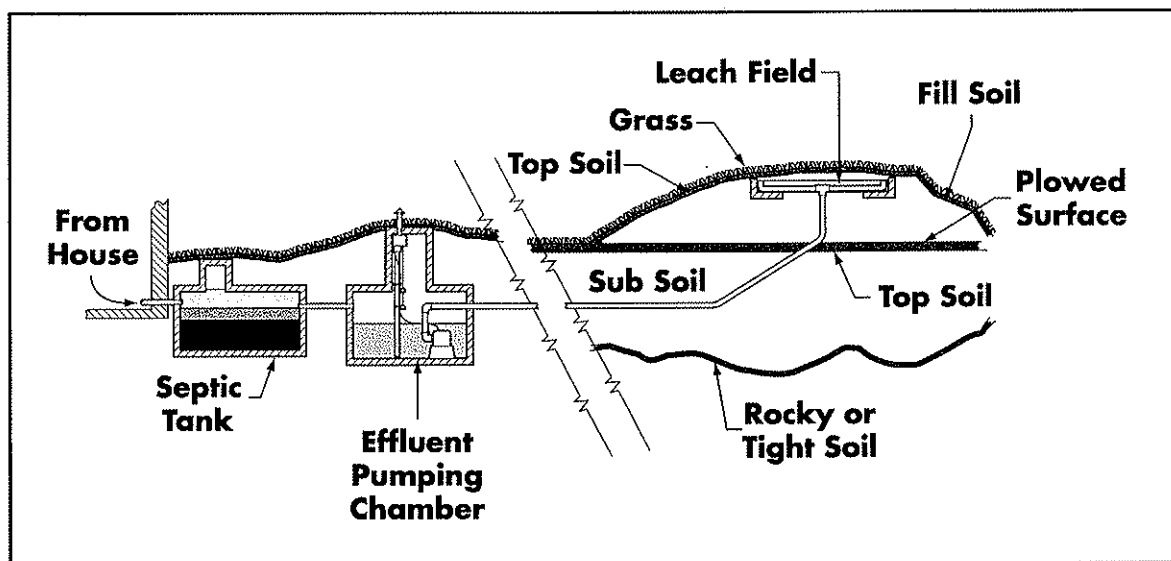 Leach Field
Fill Soil
Grass
Top Soil
Plowed
Surface
From
House
Sub Soil
Top Soil
Septic
Tank
Rocky or
Tight Soil
Effluent
Pumping
Chamber